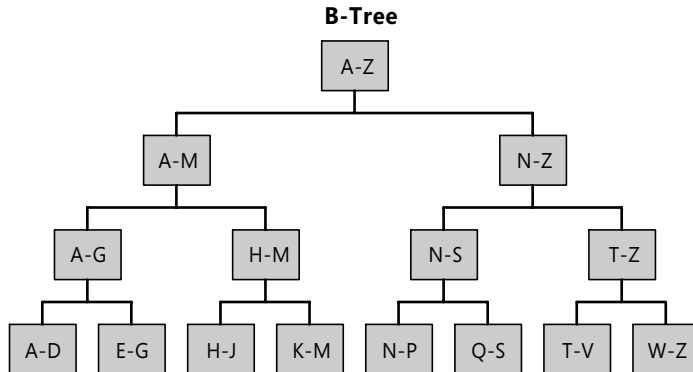 B-Tree
A-Z
A-M N-Z
A-G H-M N-S T-Z
A-D E-G H-J K-M N-P Q-S T-V W-Z